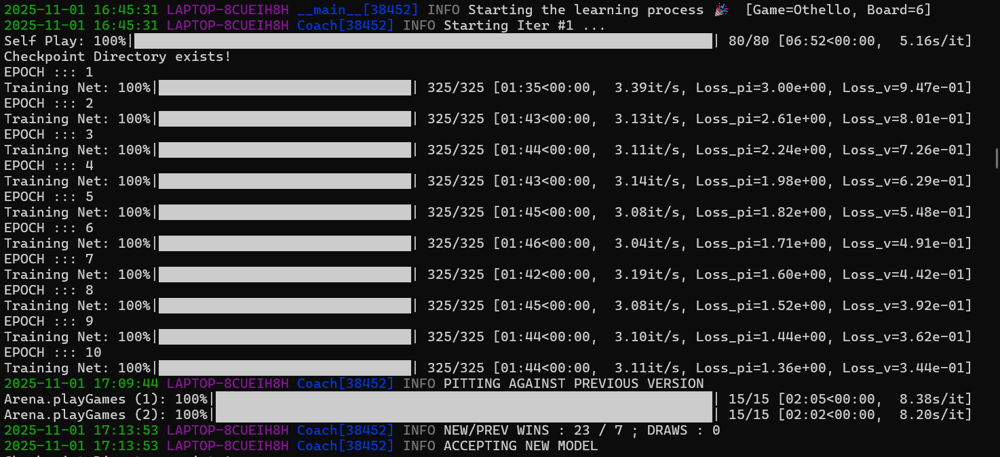 2025-11-01 16:45:31 LAPTOP-8CUEIH8H __main__[38452] INFO Starting the learning process 🎉 [Game=Othello, Board=6]
2025-11-01 16:45:31 LAPTOP-8CUEIH8H Coach[38452] INFO Starting Iter #1 ...
Self Play: 100%|| 80/80 [06:52<00:00,  5.16s/it]
Checkpoint Directory exists!
EPOCH ::: 1
Training Net: 100%|| 325/325 [01:35<00:00,  3.39it/s, Loss_pi=3.00e+00, Loss_v=9.47e-01]
EPOCH ::: 2
Training Net: 100%|| 325/325 [01:43<00:00,  3.13it/s, Loss_pi=2.61e+00, Loss_v=8.01e-01]
EPOCH ::: 3
Training Net: 100%|| 325/325 [01:44<00:00,  3.11it/s, Loss_pi=2.24e+00, Loss_v=7.26e-01]
EPOCH ::: 4
Training Net: 100%|| 325/325 [01:43<00:00,  3.14it/s, Loss_pi=1.98e+00, Loss_v=6.29e-01]
EPOCH ::: 5
Training Net: 100%|| 325/325 [01:45<00:00,  3.08it/s, Loss_pi=1.82e+00, Loss_v=5.48e-01]
EPOCH ::: 6
Training Net: 100%|| 325/325 [01:46<00:00,  3.04it/s, Loss_pi=1.71e+00, Loss_v=4.91e-01]
EPOCH ::: 7
Training Net: 100%|| 325/325 [01:42<00:00,  3.19it/s, Loss_pi=1.60e+00, Loss_v=4.42e-01]
EPOCH ::: 8
Training Net: 100%|| 325/325 [01:45<00:00,  3.08it/s, Loss_pi=1.52e+00, Loss_v=3.92e-01]
EPOCH ::: 9
Training Net: 100%|| 325/325 [01:44<00:00,  3.10it/s, Loss_pi=1.44e+00, Loss_v=3.62e-01]
EPOCH ::: 10
Training Net: 100%|| 325/325 [01:44<00:00,  3.11it/s, Loss_pi=1.36e+00, Loss_v=3.44e-01]
2025-11-01 17:09:44 LAPTOP-8CUEIH8H Coach[38452] INFO PITTING AGAINST PREVIOUS VERSION
Arena.playGames (1): 100%|| 15/15 [02:05<00:00,  8.38s/it]
Arena.playGames (2): 100%|| 15/15 [02:02<00:00,  8.20s/it]
2025-11-01 17:13:53 LAPTOP-8CUEIH8H Coach[38452] INFO NEW/PREV WINS : 23 / 7 ; DRAWS : 0
2025-11-01 17:13:53 LAPTOP-8CUEIH8H Coach[38452] INFO ACCEPTING NEW MODEL